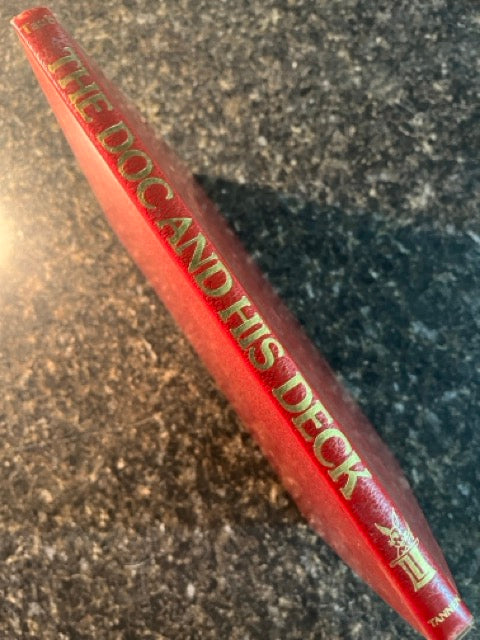 THE DOC AND HIS DECK